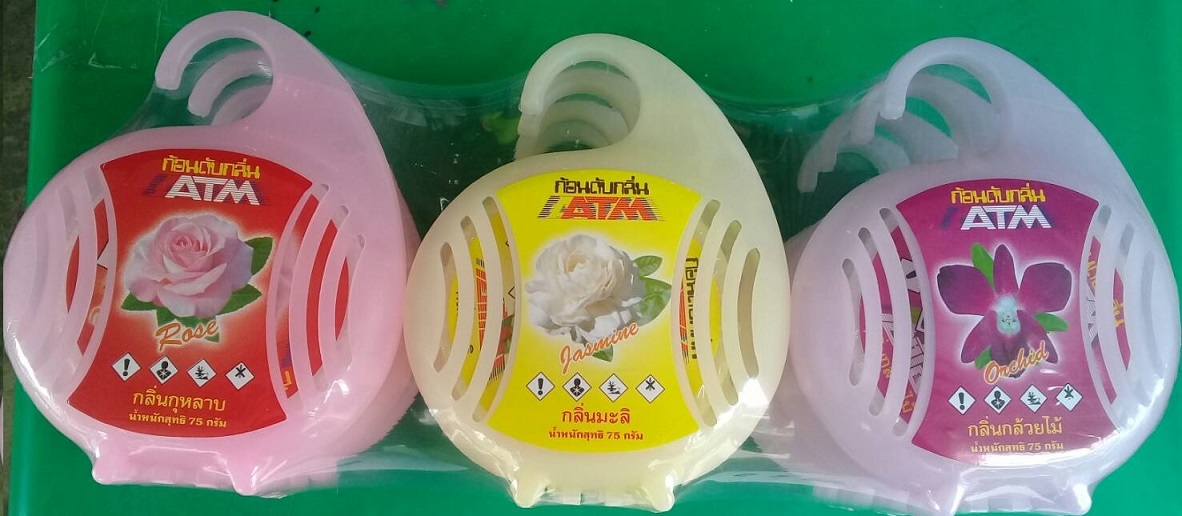 ก้อนดับกลิ่น
ATM
Rose
กลิ่นกุหลาบ
น้ำหนักสุทธิ 75 กรัม
ก้อนดับกลิ่น
ATM
Jasmine
กลิ่นมะลิ
น้ำหนักสุทธิ 75 กรัม
ก้อนดับกลิ่น
ATM
Orchid
กลิ่นกล้วยไม้
น้ำหนักสุทธิ 75 กรัม